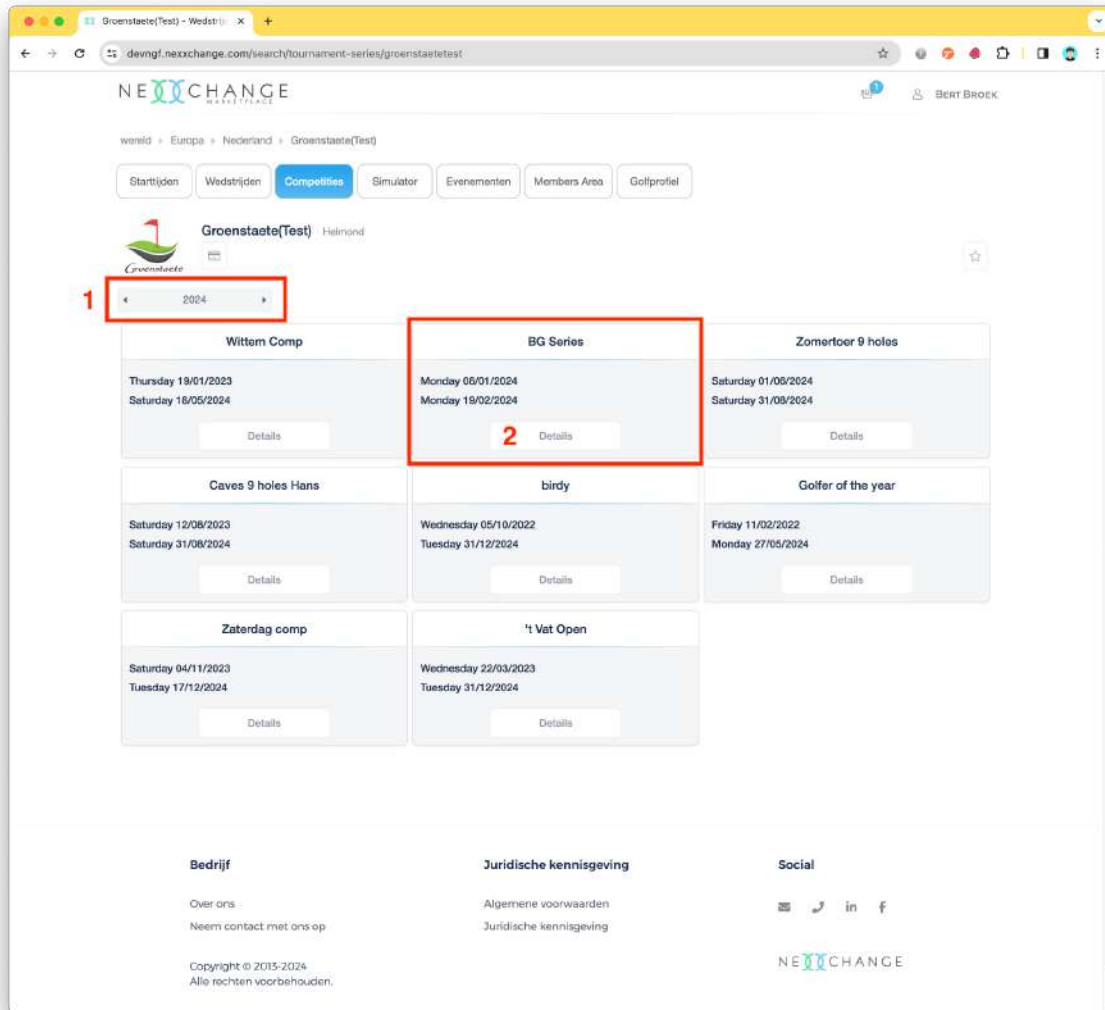 Groenstaete(Test) - Wedstrij
devngf.nexxchange.com/search/tournament-series/groenstaetetest
NEXXCHANGE
MARKETPLACE
1
BERT BROEK
wereld Europa Nederland Groenstaete(Test)
Starttijden Wedstrijden Competities Simulator Evenementen Members Area Golfprofiel
Groenstaete(Test) Helmond
Groenstaete
1 2024
Wittem Comp
Thursday 19/01/2023
Saturday 18/05/2024
Details
BG Series
Monday 08/01/2024
Monday 19/02/2024
2 Details
Zomertoer 9 holes
Saturday 01/06/2024
Saturday 31/08/2024
Details
Caves 9 holes Hans
Saturday 12/08/2023
Saturday 31/08/2024
Details
birdy
Wednesday 05/10/2022
Tuesday 31/12/2024
Details
Golfer of the year
Friday 11/02/2022
Monday 27/05/2024
Details
Zaterdag comp
Saturday 04/11/2023
Tuesday 17/12/2024
Details
't Vat Open
Wednesday 22/03/2023
Tuesday 31/12/2024
Details
Bedrijf
Over ons
Neem contact met ons op
Copyright © 2013-2024
Alle rechten voorbehouden.
Juridische kennisgeving
Algemene voorwaarden
Juridische kennisgeving
Social
in f
NEXXCHANGE